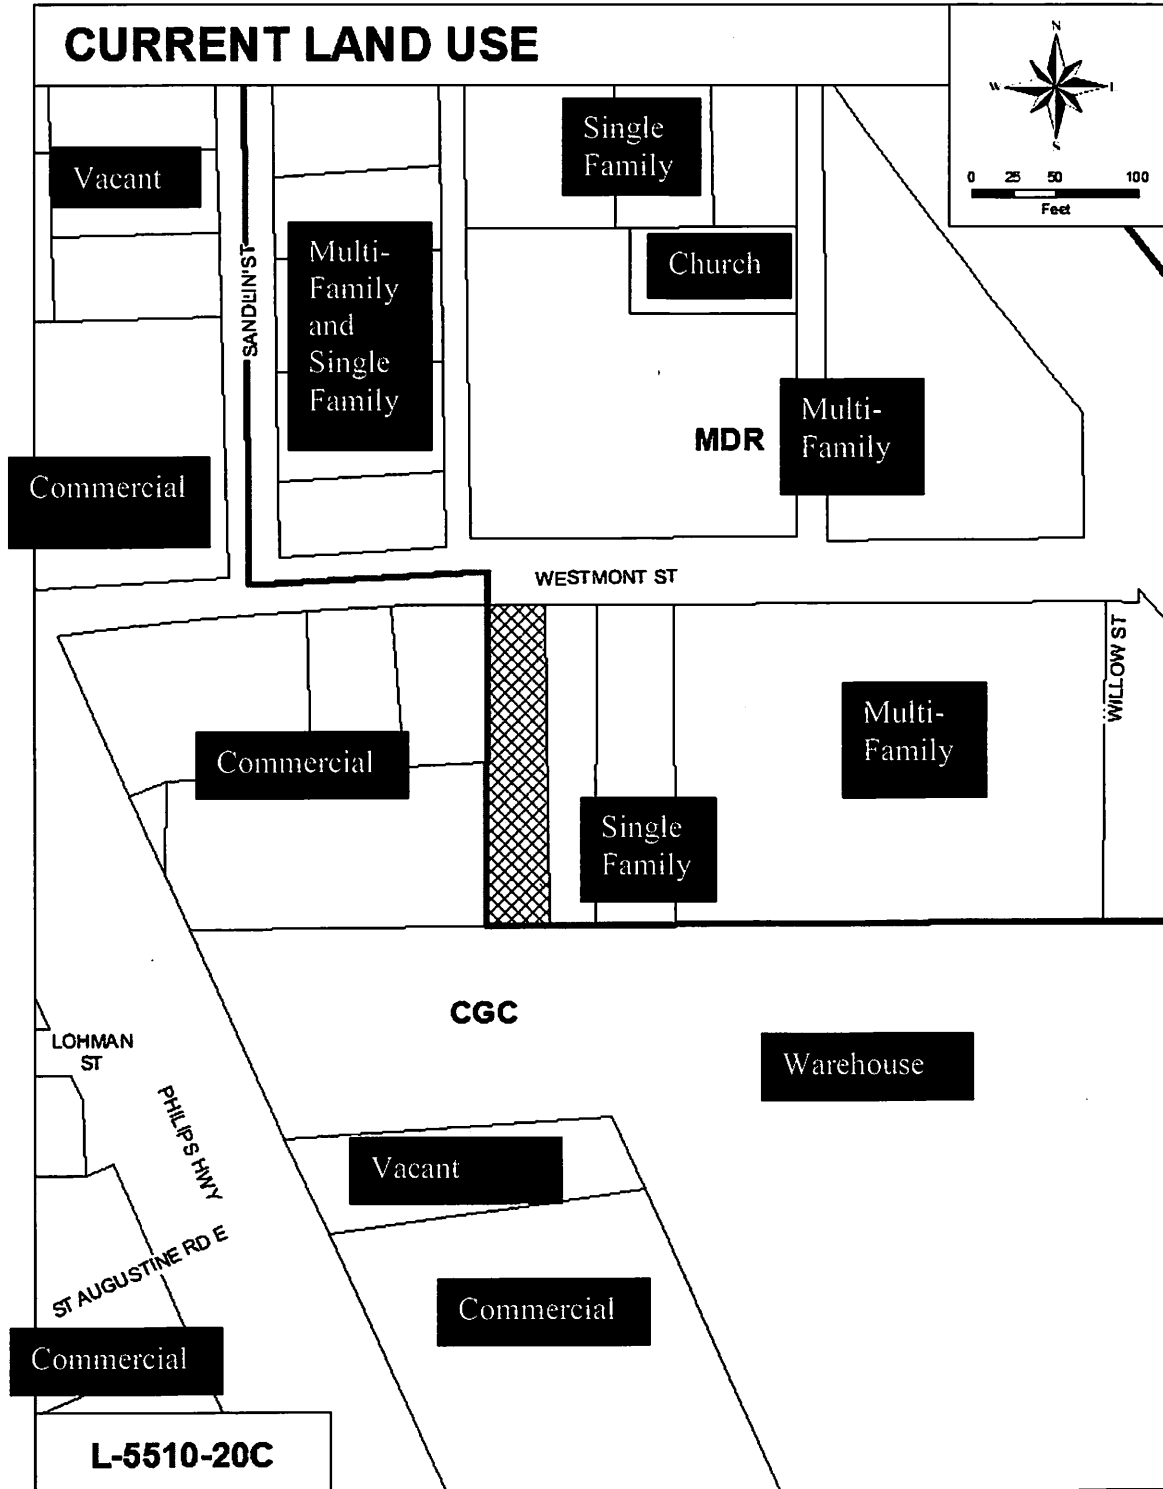 CURRENT LAND USE
N
W
S
0 25 50 100
Feet
Vacant
Single
Family
SANDLIN ST
Multi-
Family
and
Single
Family
Church
Multi-
Family
MDR
Commercial
WESTMONT ST
WILLOW ST
Commercial
Multi-
Family
Single
Family
CGC
LOHMAN
ST
Warehouse
PHILIPS HWY
Vacant
ST AUGUSTINE RD E
Commercial
Commercial
L-5510-20C